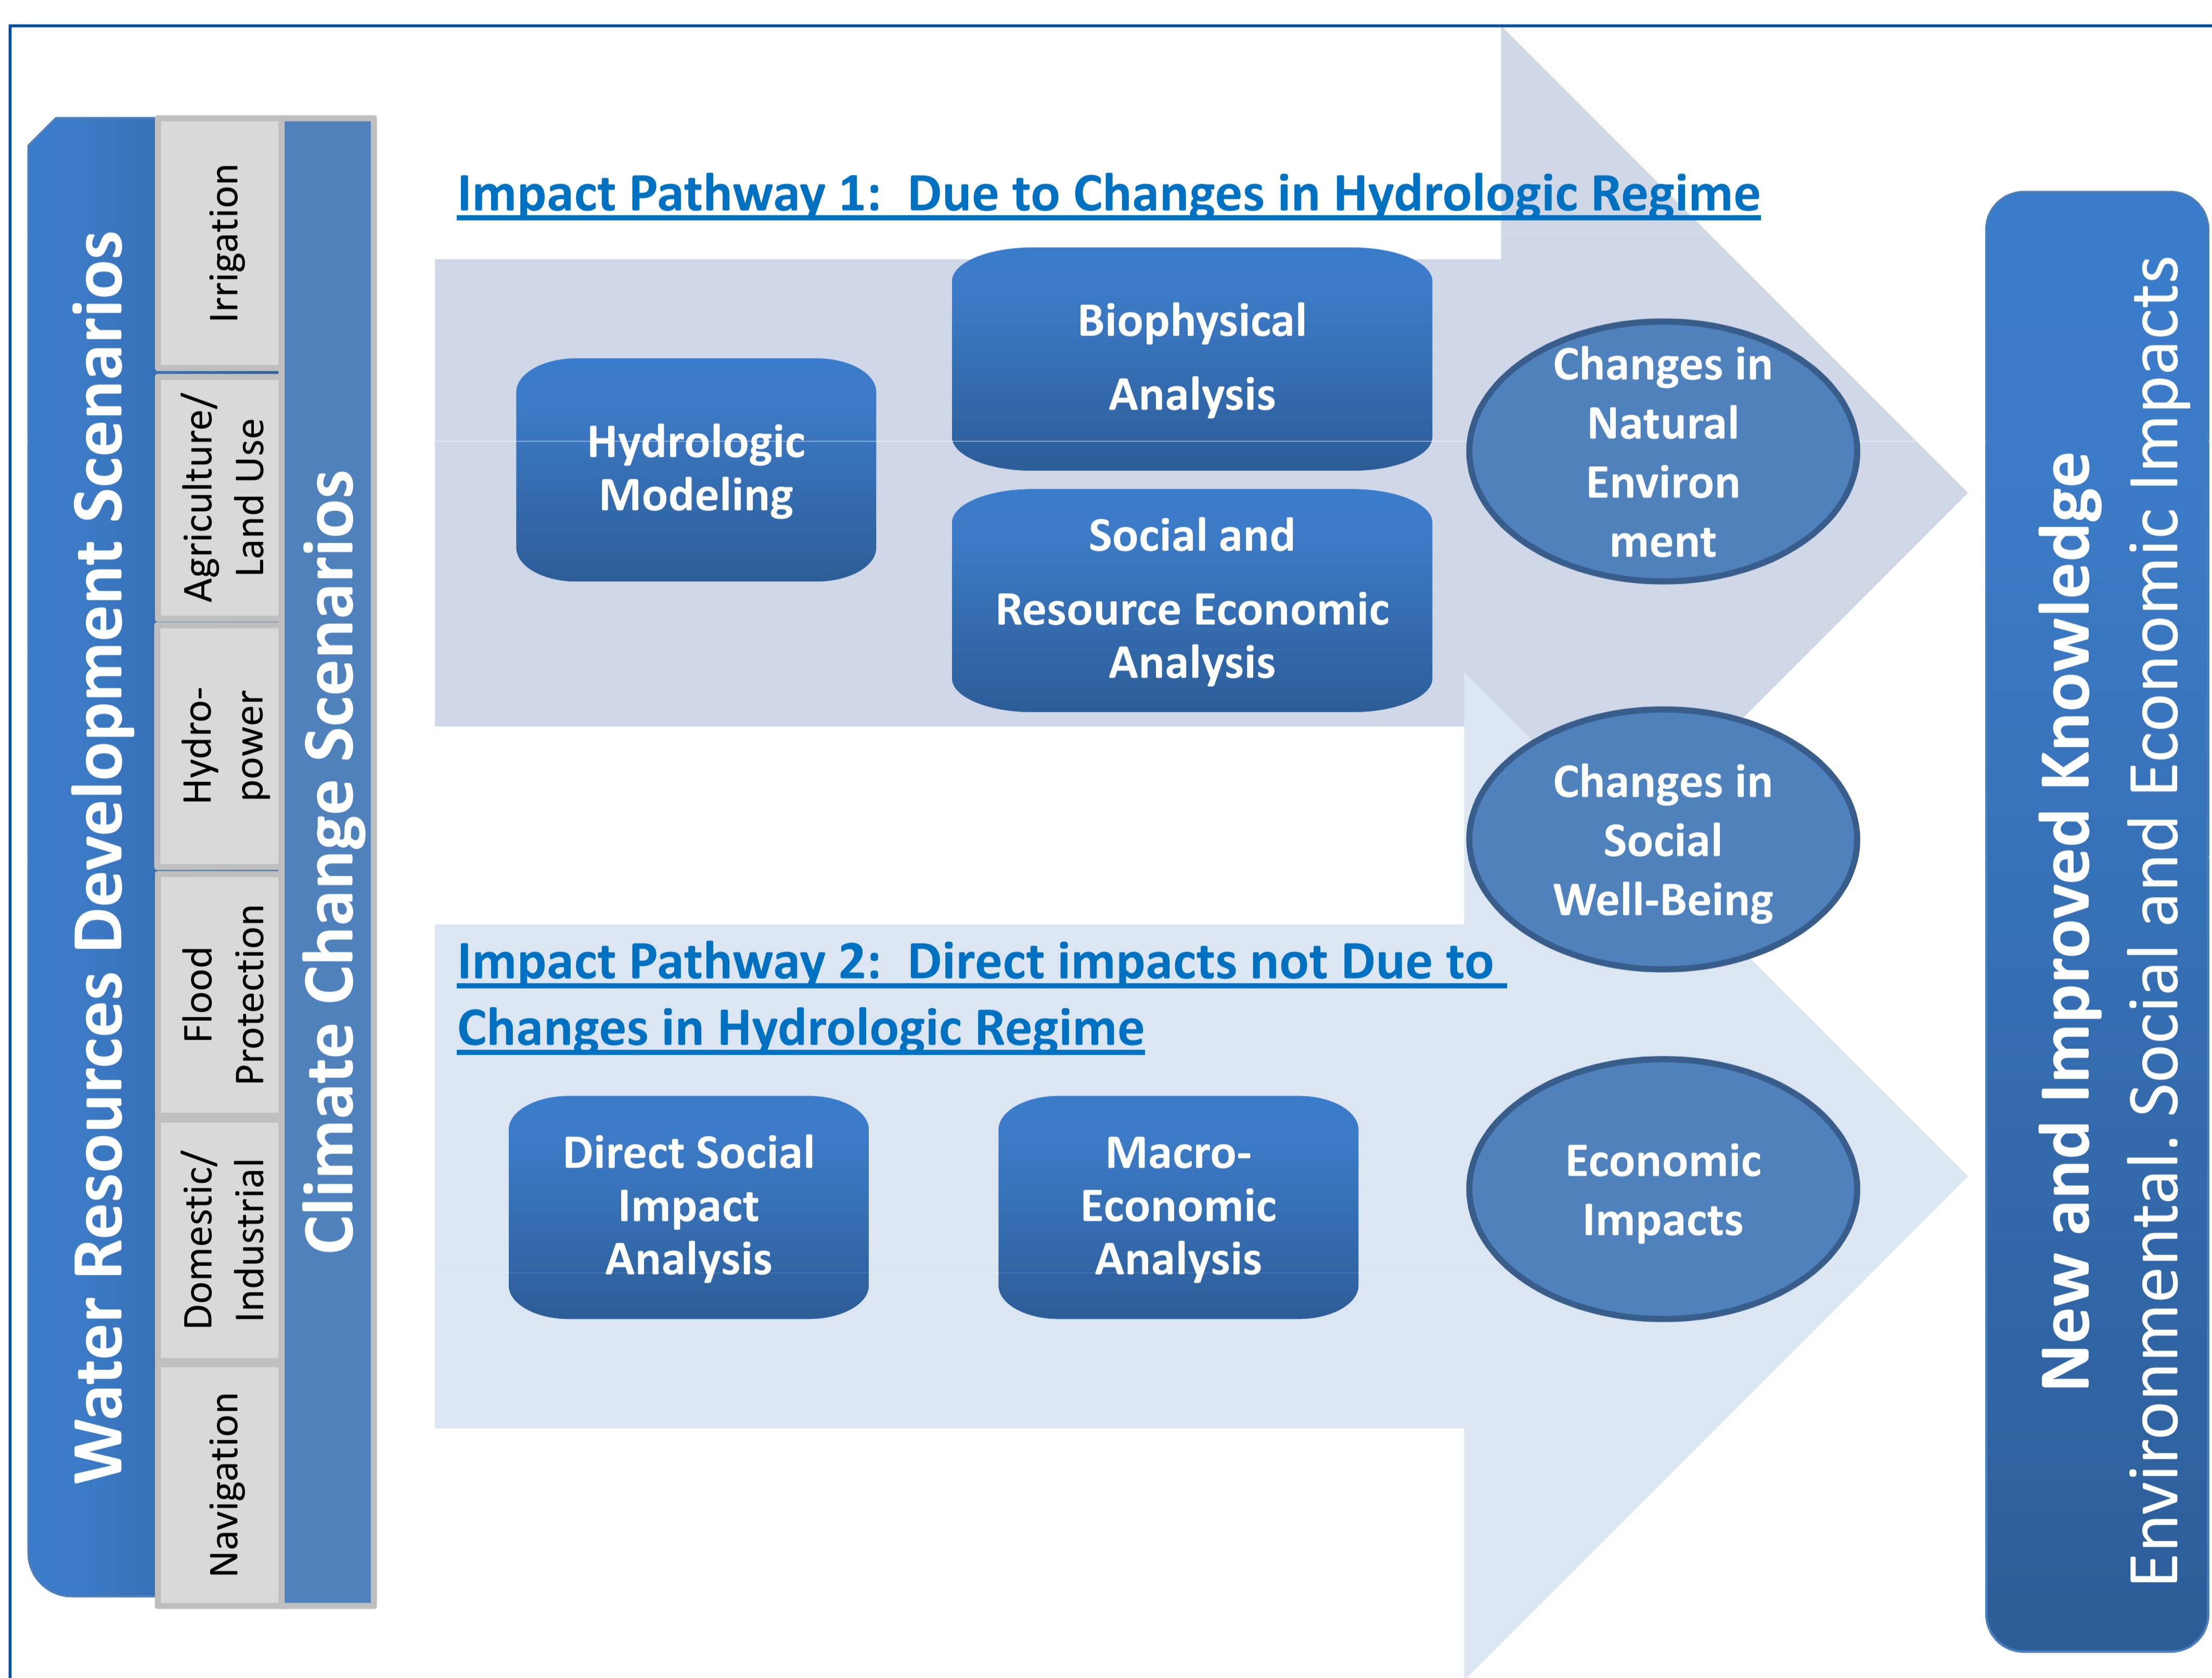 Water Resources Development Scenarios
Irrigation
Agriculture/
Land Use
Hydro-
power
Flood
Protection
Domestic/
Industrial
Navigation
Climate Change Scenarios
Impact Pathway 1:  Due to Changes in Hydrologic Regime
Hydrologic
Modeling
Biophysical
Analysis
Social and
Resource Economic
Analysis
Changes in
Natural
Environ
ment
Changes in
Social
Well-Being
Impact Pathway 2:  Direct impacts not Due to
Changes in Hydrologic Regime
Direct Social
Impact
Analysis
Macro-
Economic
Analysis
Economic
Impacts
New and Improved Knowledge
Environmental. Social and Economic Impacts